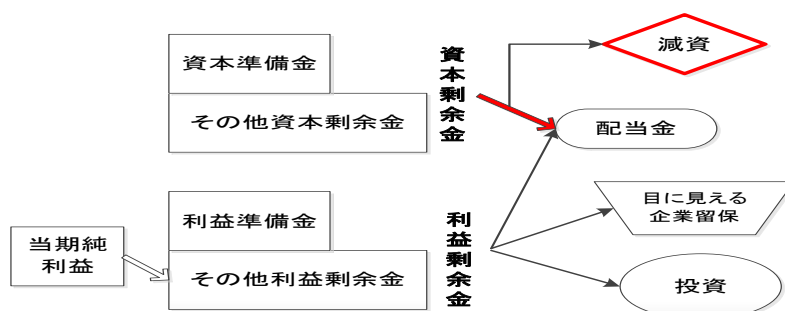 資本準備金
その他資本剰余金
資本剰余金
減資
配当金
利益準備金
その他利益剰余金
当期純
利益
利益剰余金
目に見える
企業留保
投資